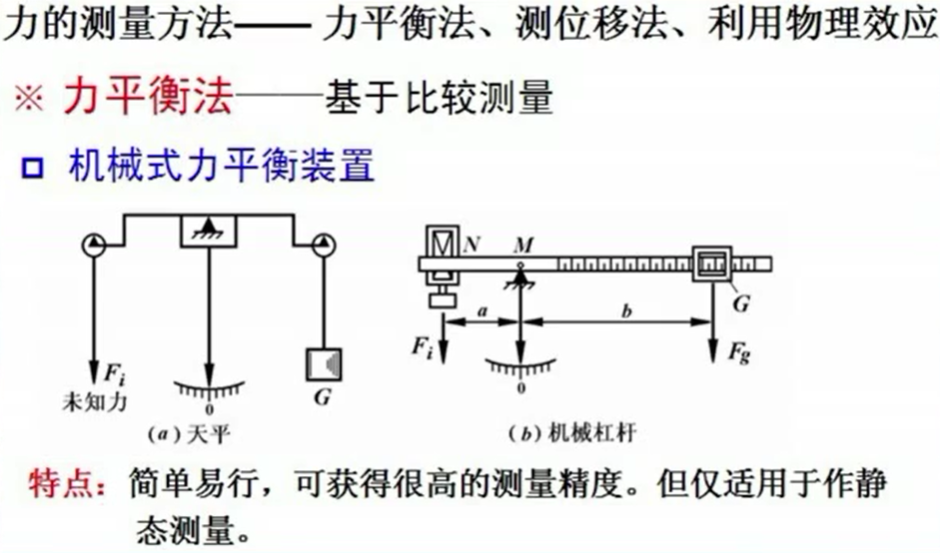 力的测量方法—— 力平衡法、测位移法、利用物理效应
※ 力平衡法——基于比较测量
机械式力平衡装置
N M
G
a b
Fi Fg
Fi
未知力
0
G
0
(a)天平 (b)机械杠杆
特点：简单易行，可获得很高的测量精度。但仅适用于作静
态测量。